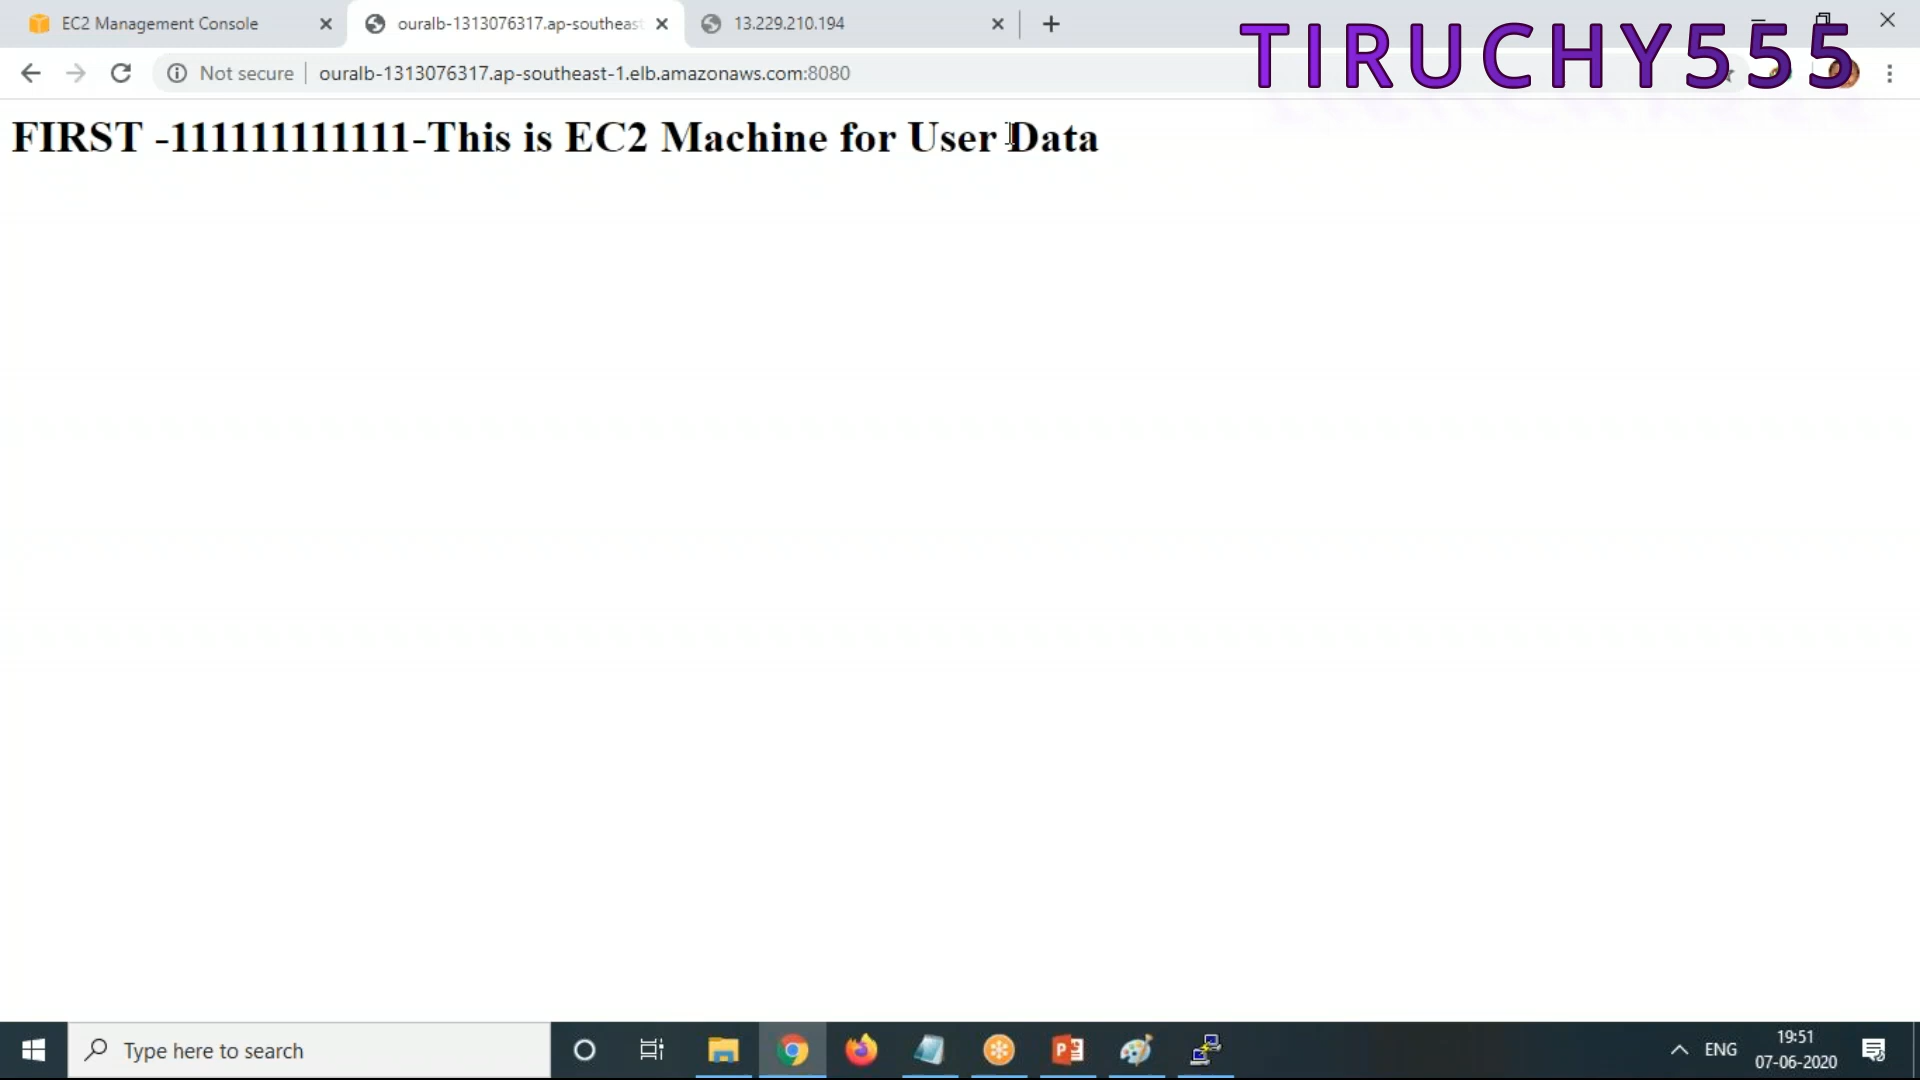 EC2 Management Console
ouralb-1313076317.ap-southeast
13.229.210.194
TIRUCHY555
Not secure
ouralb-1313076317.ap-southeast-1.elb.amazonaws.com:8080
FIRST -111111111111-This is EC2 Machine for User Data
Type here to search
ENG
19:51
07-06-2020